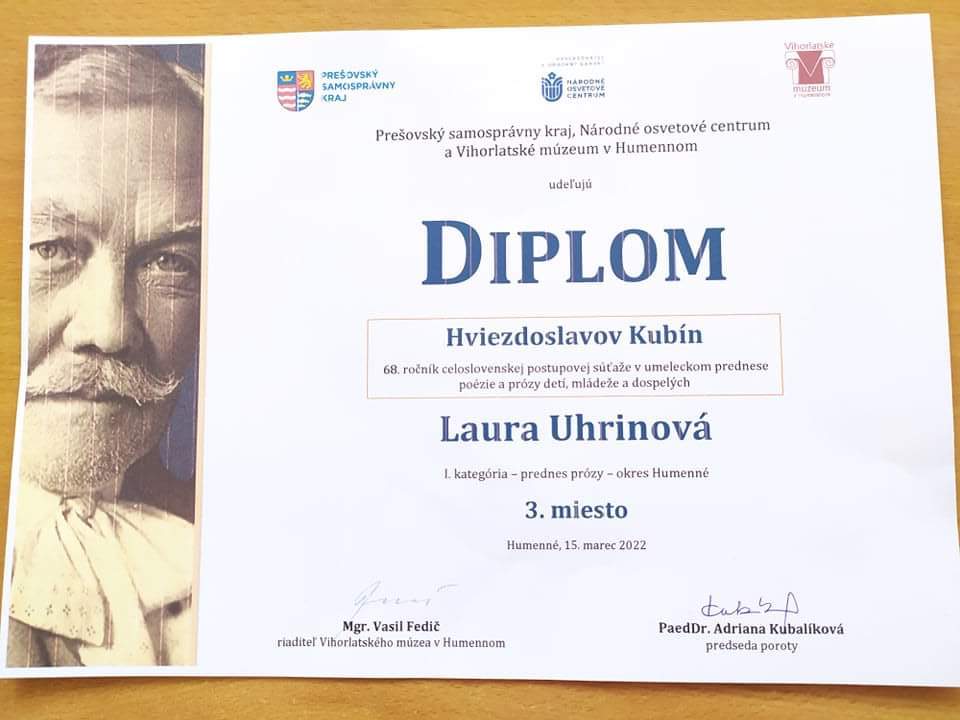 PREŠOVSKÝ
SAMOSPRÁVNY
KRAJ
NÁRODNÉ
OSVETOVÉ
CENTRUM
Vihorlatské
múzeum
v Humennom
Prešovský samosprávny kraj, Národné osvetové centrum
a Vihorlatské múzeum v Humennom
udeľujú
DIPLOM
Hviezdoslavov Kubín
68. ročník celoslovenskej postupovej súťaže v umeleckom prednese
poézie a prózy detí, mládeže a dospelých
Laura Uhrinová
I. kategória – prednes prózy – okres Humenné
3. miesto
Humenné, 15. marec 2022
Mgr. Vasil Fedič
riaditeľ Vihorlatského múzea v Humennom
PaedDr. Adriana Kubalíková
predseda poroty